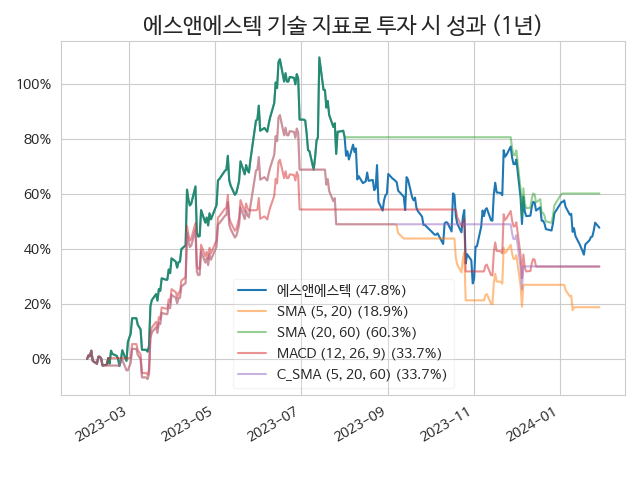 에스앤에스텍 기술 지표로 투자 시 성과 (1년)
100%
80%
60%
40%
20%
0%
에스앤에스텍 (47.8%)
SMA (5, 20) (18.9%)
SMA (20, 60) (60.3%)
MACD (12, 26, 9) (33.7%)
C_SMA (5, 20, 60) (33.7%)
2023-03
2023-05
2023-07
2023-09
2023-11
2024-01